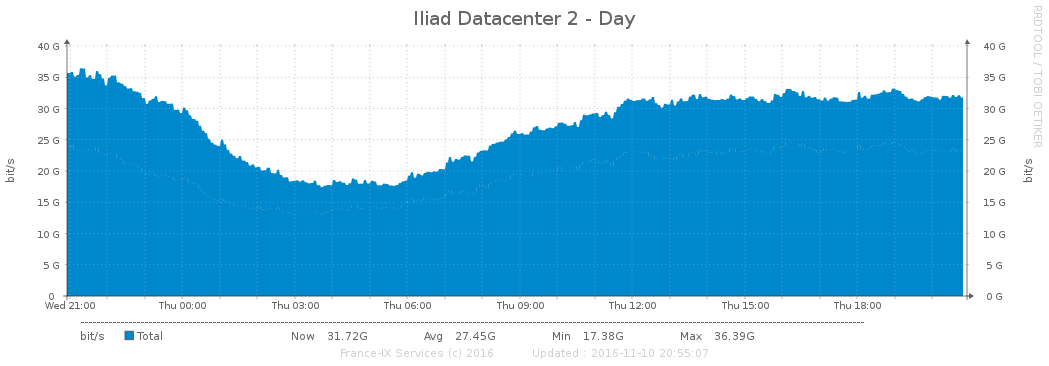 Iliad Datacenter 2 - Day
RRDTOOL / TOBI OETIKER
40 G 40 G
35 G 35 G
30 G 30 G
25 G 25 G
20 G 20 G
15 G 15 G
10 G 10 G
5 G 5 G
0 0 G
bit/s
bit/s
Wed 21:00 Thu 00:00 Thu 03:00 Thu 06:00 Thu 09:00 Thu 12:00 Thu 15:00 Thu 18:00
bit/s Total Now 31.72G Avg 27.45G Min 17.38G Max 36.39G
France-IX Services (c) 2016 Updated : 2016-11-10 20:55:07